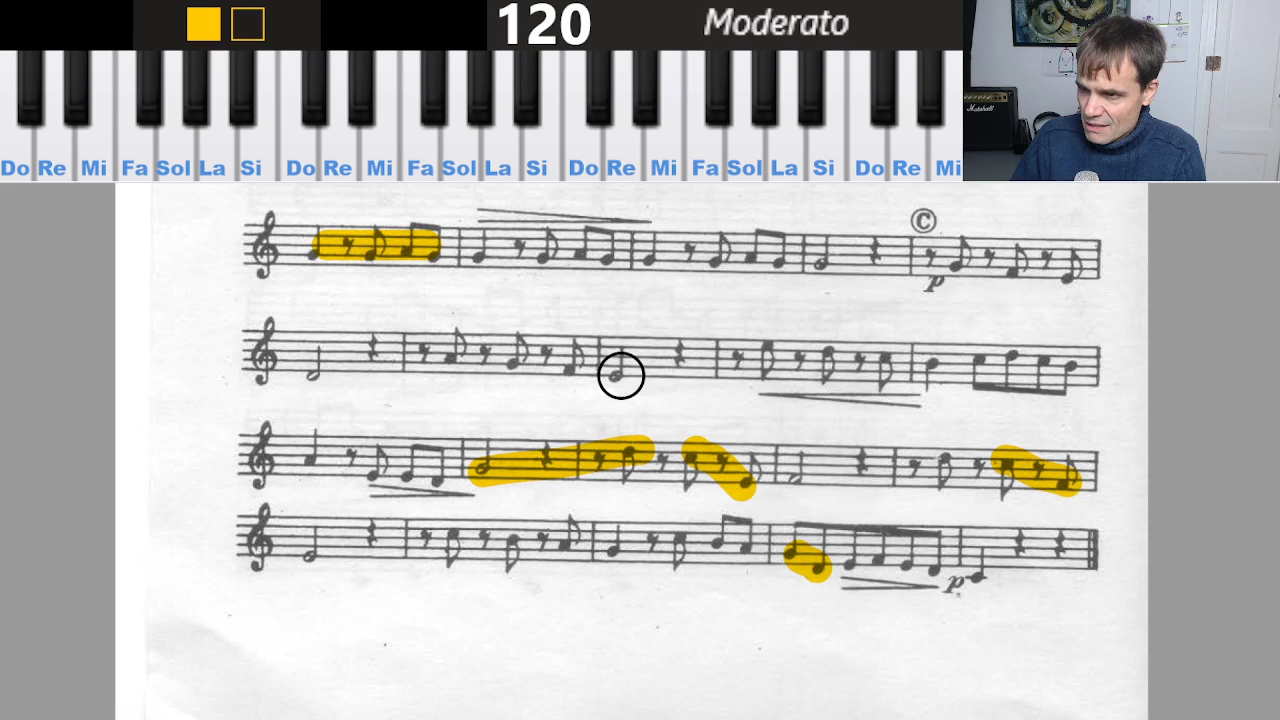 120 Moderato
Do Re Mi Fa Sol La Si Do Re Mi Fa Sol La Si Do Re Mi Fa Sol La Si Do Re Mi
Marshall
©
p
p